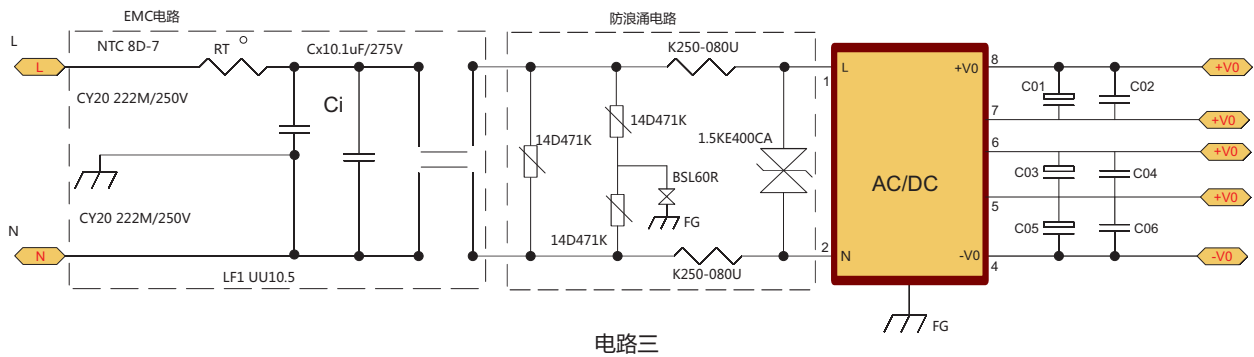 EMC电路
防浪涌电路
L
NTC 8D-7
RT
Cx10.1uF/275V
K250-080U
L
1
L
+V0
8
+V0
CY20 222M/250V
Ci
C01
C02
14D471K
14D471K
1.5KE400CA
7
+V0
6
+V0
BSL60R
AC/DC
C03
C04
5
+V0
CY20 222M/250V
FG
C05
C06
N
14D471K
2
N
N
-V0
4
-V0
LF1 UU10.5
K250-080U
FG
电路三